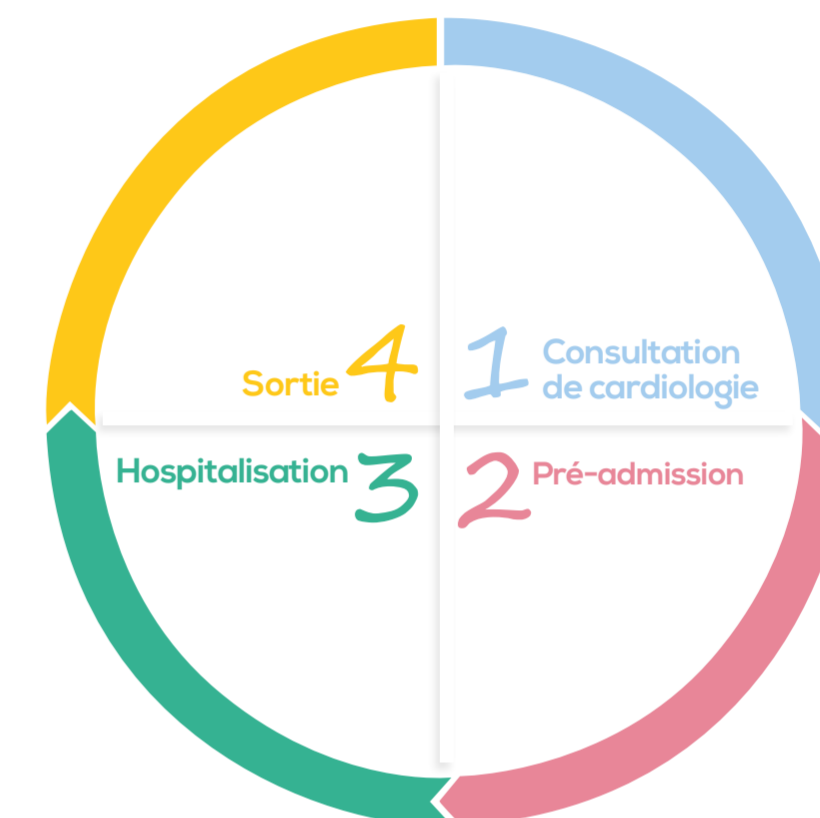 1 Consultation
de cardiologie
2 Pré-admission
3 Hospitalisation
4 Sortie